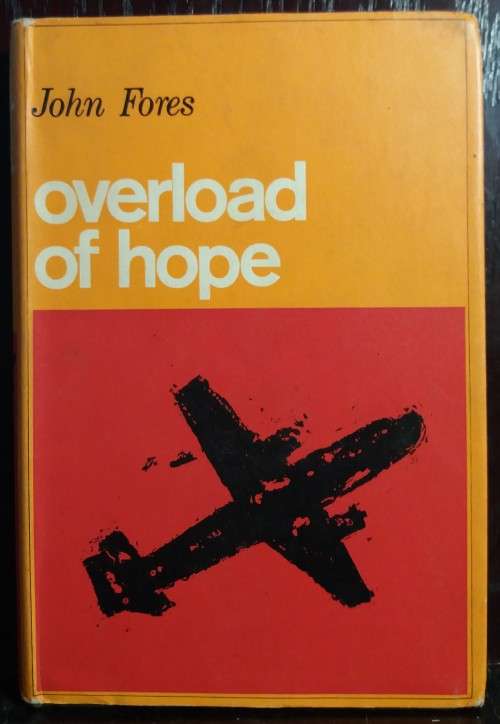 John Fores
overload
of hope